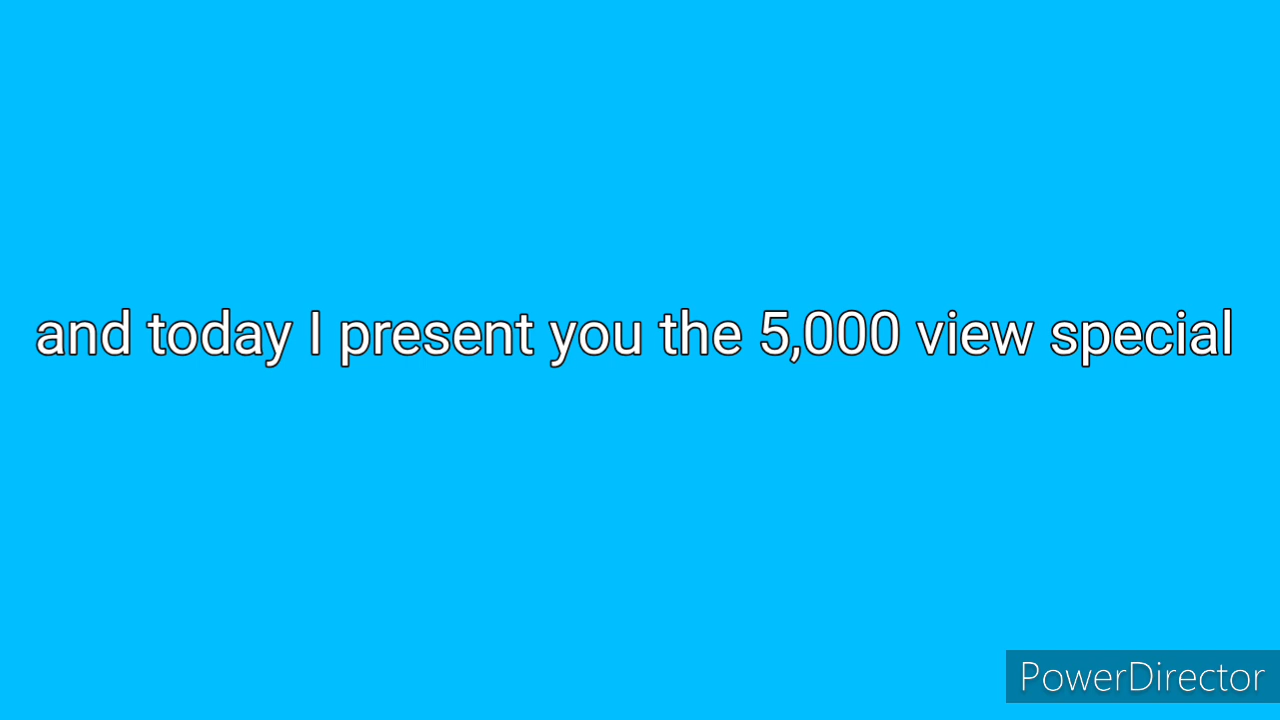 and today I present you the 5,000 view special
PowerDirector